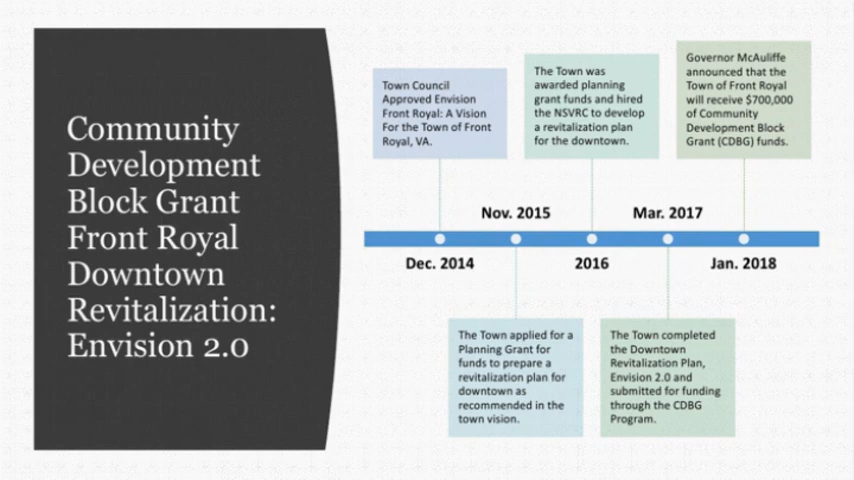 Community
Development
Block Grant
Front Royal
Downtown
Revitalization:
Envision 2.0
Town Council
Approved Envision
Front Royal: A Vision
For the Town of Front
Royal, VA.
The Town was
awarded planning
grant funds and hired
the NSVRC to develop
a revitalization plan
for the downtown.
Governor McAuliffe
announced that the
Town of Front Royal
will receive $700,000
of Community
Development Block
Grant (CDBG) funds.
Nov. 2015
Mar. 2017
Dec. 2014
2016
Jan. 2018
The Town applied for a
Planning Grant for
funds to prepare a
revitalization plan for
downtown as
recommended in the
town vision.
The Town completed
the Downtown
Revitalization Plan,
Envision 2.0 and
submitted for funding
through the CDBG
Program.